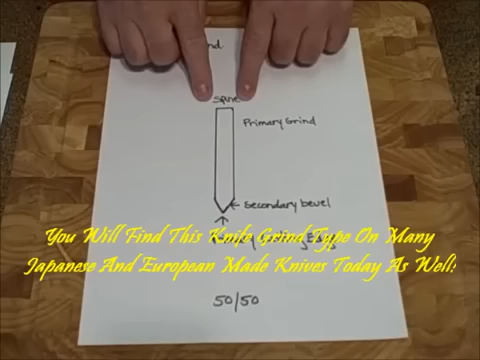 Spine
Primary Grind
Secondary bevel
You Will Find This Knife Grind Type On Many
Japanese And European Made Knives Today As Well!
50/50